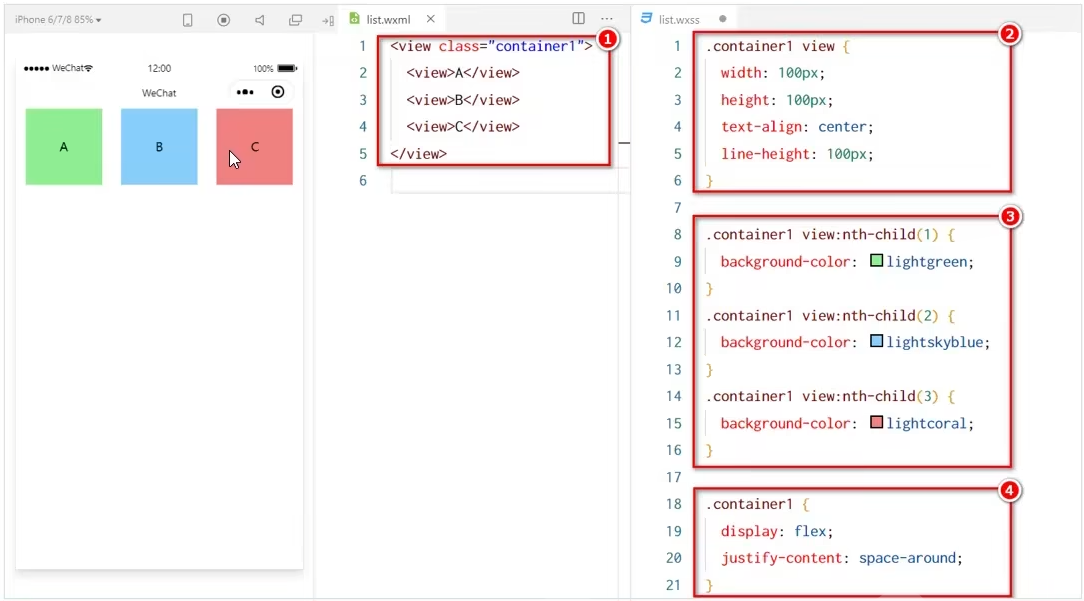 iPhone 6/7/8 85%
WeChat
12:00
100%
WeChat
A
B
C
list.wxml
1 <view class="container1">
2 <view>A</view>
3 <view>B</view>
4 <view>C</view>
5 </view>
6
1
list.wxss
1 .container1 view {
2 width: 100px;
3 height: 100px;
4 text-align: center;
5 line-height: 100px;
6 }
7
8 .container1 view:nth-child(1) {
9 background-color: lightgreen;
10 }
11 .container1 view:nth-child(2) {
12 background-color: lightskyblue;
13 }
14 .container1 view:nth-child(3) {
15 background-color: lightcoral;
16 }
17
18 .container1 {
19 display: flex;
20 justify-content: space-around;
21 }
2
3
4